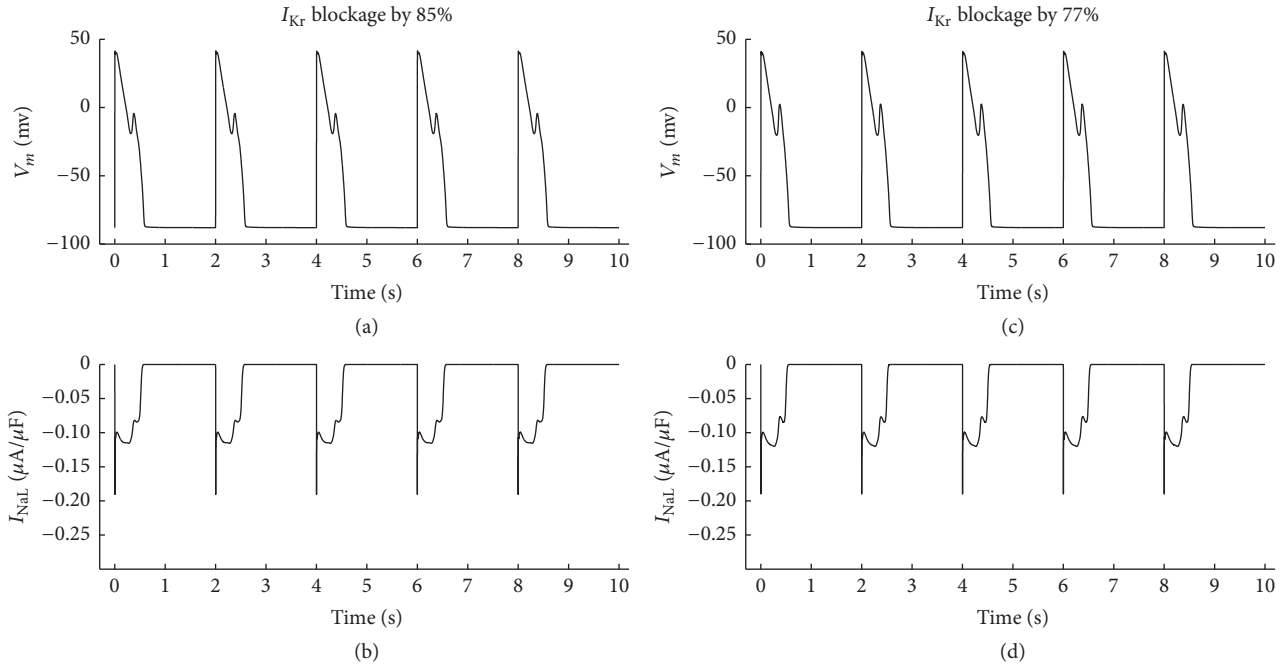 I_Kr blockage by 85%
50
0
−50
−100
V_m (mv)
0 1 2 3 4 5 6 7 8 9 10
Time (s)
(a)
0
−0.05
−0.10
−0.15
−0.20
−0.25
I_NaL (μA/μF)
0 1 2 3 4 5 6 7 8 9 10
Time (s)
(b)
I_Kr blockage by 77%
50
0
−50
−100
V_m (mv)
0 1 2 3 4 5 6 7 8 9 10
Time (s)
(c)
0
−0.05
−0.10
−0.15
−0.20
−0.25
I_NaL (μA/μF)
0 1 2 3 4 5 6 7 8 9 10
Time (s)
(d)